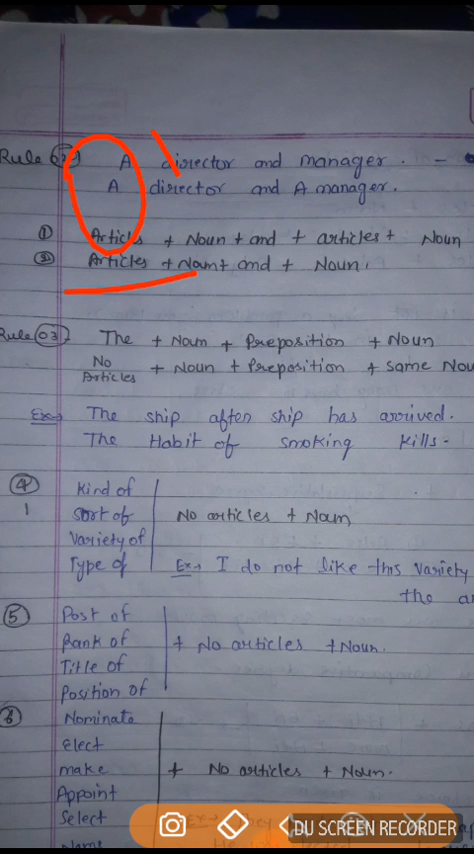 Rule 02 A director and manager. -
A director and A manager.
① Articles + Noun + and + articles + Noun
② Articles + Noun + and + Noun.
Rule 03 The + Noun + Preposition + Noun
No Articles + Noun + Preposition + Same Nou
Ex→ The ship after ship has arrived.
The Habit of smoking kills.
④ Kind of
1 Sort of No articles + Noun
Variety of
Type of Ex→ I do not like this variety
the
⑤ Post of
Rank of + No articles + Noun.
Title of
Position of
⑥ Nominate
Elect
make + No articles + Noun.
Appoint
Select
Name
DU SCREEN RECORDER